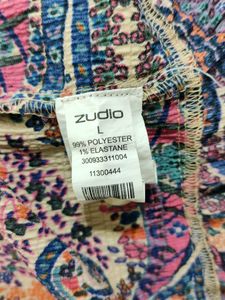 zudio
L
99% POLYESTER
1% ELASTANE
300933311004
11300444